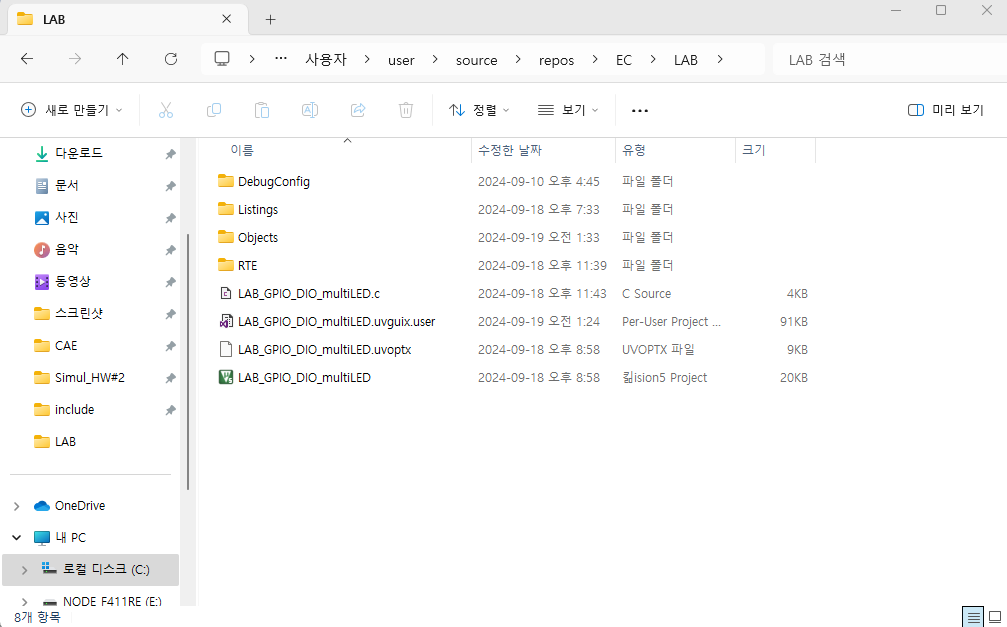 LAB
사용자 user source repos EC LAB LAB 검색
새로 만들기 정렬 보기 미리 보기
이름 수정한 날짜 유형 크기
다운로드
문서
사진
음악
동영상
스크린샷
CAE
Simul_HW#2
include
LAB
OneDrive
내 PC
로컬 디스크 (C:)
NODE_F411RE (E:)
DebugConfig 2024-09-10 오후 4:45 파일 폴더
Listings 2024-09-18 오후 7:33 파일 폴더
Objects 2024-09-19 오전 1:33 파일 폴더
RTE 2024-09-18 오후 11:39 파일 폴더
LAB_GPIO_DIO_multiLED.c 2024-09-18 오후 11:43 C Source 4KB
LAB_GPIO_DIO_multiLED.uvguix.user 2024-09-19 오전 1:24 Per-User Project ... 91KB
LAB_GPIO_DIO_multiLED.uvoptx 2024-09-18 오후 8:58 UVOPTX 파일 9KB
LAB_GPIO_DIO_multiLED 2024-09-18 오후 8:58 킮ision5 Project 20KB
8개 항목